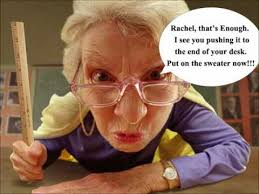 Rachel, that's Enough.
I see you pushing it to
the end of your desk.
Put on the sweater now!!!